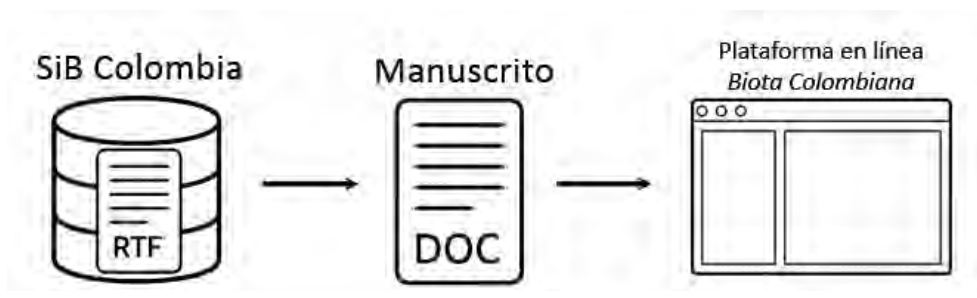 SiB Colombia
RTF
Manuscrito
DOC
Plataforma en línea
Biota Colombiana